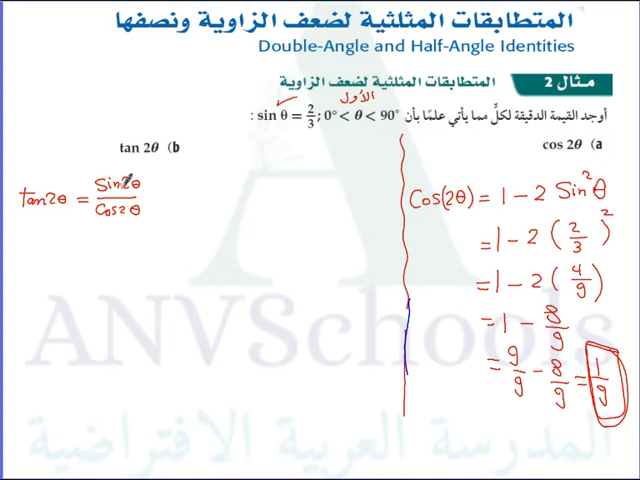 المتطابقات المثلثية لضعف الزاوية ونصفها
Double-Angle and Half-Angle Identities
مـثـال 2 المتطابقات المثلثية لضعف الزاوية
الأول
أوجد القيمة الدقيقة لكلٍّ مما يأتي علمًا بأن sin θ = 2/3 ; 0° < θ < 90° :
cos 2θ (a
Cos(2θ) = 1 - 2 Sin² θ
= 1 - 2 (2/3)²
= 1 - 2 (4/9)
= 1 - 8/9
= 9/9 - 8/9 = 1/9
tan 2θ (b
tan2θ = Sin2θ / Cos2θ
ANVSchools
المدرسة العربية الافتراضية